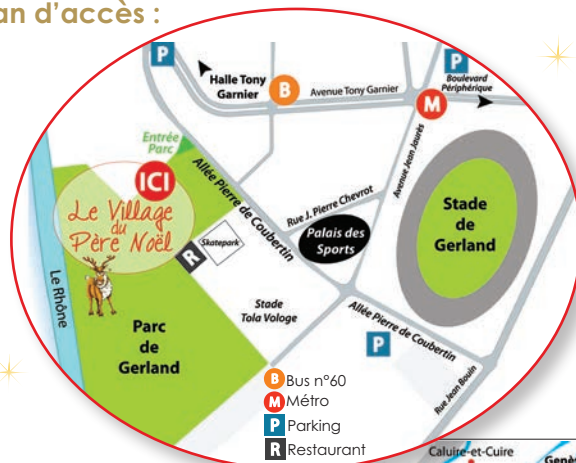 an d’accès :
P
P
Halle Tony
Garnier
B
Avenue Tony Garnier
M
Boulevard
Périphérique
Entrée
Parc
ICI
Le Village
du
Père Noël
Allée Pierre de Coubertin
Rue J. Pierre Chevrot
Avenue Jean Jaurès
Stade
de
Gerland
Palais des
Sports
Skatepark
R
Le Rhône
Stade
Tola Vologe
Parc
de
Gerland
Allée Pierre de Coubertin
P
Rue Jean Bouin
B Bus n°60
M Métro
P Parking
R Restaurant
Caluire-et-Cuire
Genès